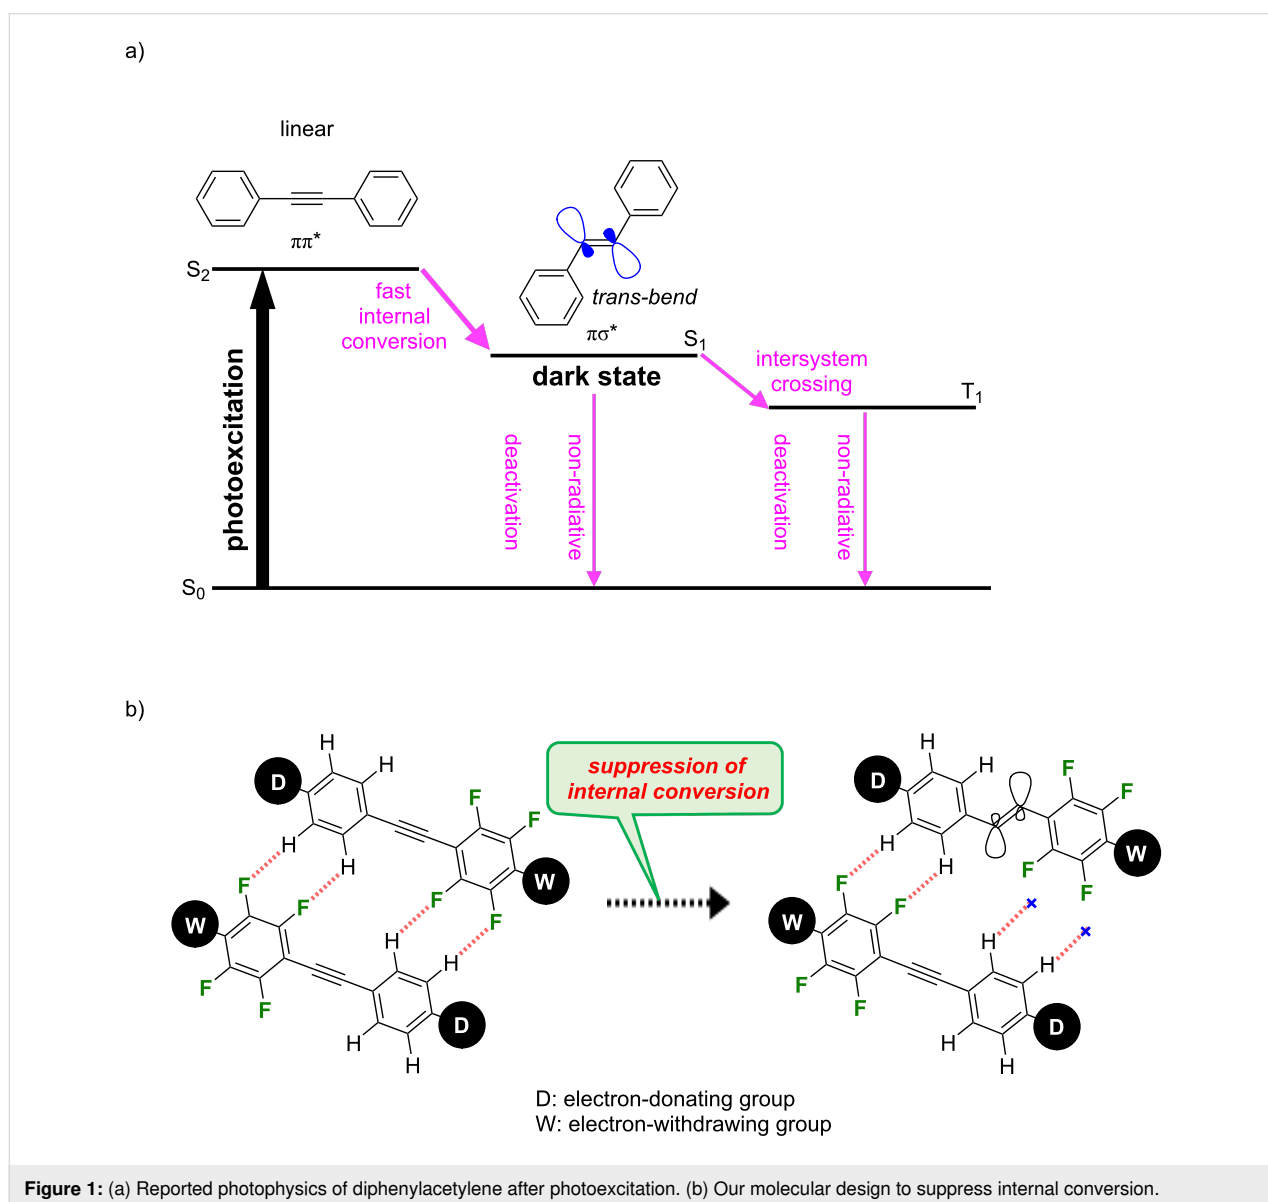 a)
linear
ππ*
S2
fast
internal
conversion
trans-bend
πσ*
S1
dark state
intersystem
crossing
T1
photoexcitation
deactivation
non-radiative
deactivation
non-radiative
S0
b)
H
H
D
H
H
F
F
F
F
W
F
F
W
F
F
H
H
D
H
H
suppression of
internal conversion
H
H
D
H
H
F
F
F
F
W
F
F
W
F
F
H
H
D
H
H
D: electron-donating group
W: electron-withdrawing group
Figure 1: (a) Reported photophysics of diphenylacetylene after photoexcitation. (b) Our molecular design to suppress internal conversion.